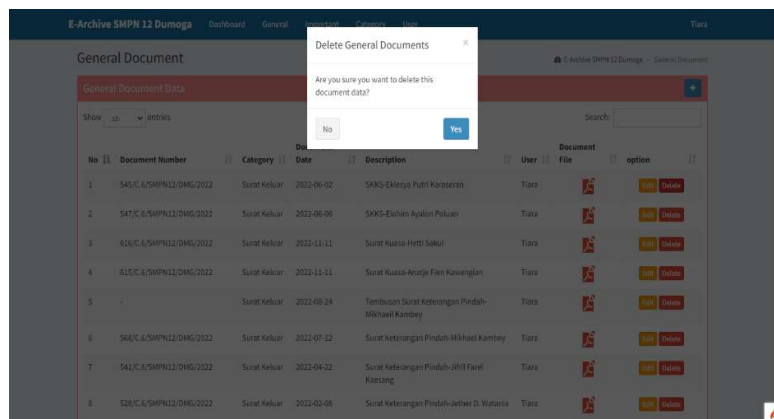 E-Archive SMPN 12 Dumoga Dashboard General Important Category User Tiara
Delete General Documents ×
General Document E-Archive SMPN 12 Dumoga General Document
Are you sure you want to delete this
document data?
General Document Data +
Show 10 entries Search:
No Yes
No Document Number Category Date Description User Document File option
1 545/C.6/SMPN12/DMG/2022 Surat Keluar 2022-06-02 SKKS-Eklesya Putri Karaseran Tiara Edit Delete
2 547/C.6/SMPN12/DMG/2022 Surat Keluar 2022-06-06 SKKS-Elohim Ayalon Poluan Tiara Edit Delete
3 616/C.6/SMPN12/DMG/2022 Surat Keluar 2022-11-11 Surat Kuasa-Hetti Sakul Tiara Edit Delete
4 615/C.6/SMPN12/DMG/2022 Surat Keluar 2022-11-11 Surat Kuasa-Anatje Fien Kawengian Tiara Edit Delete
5 - Surat Keluar 2022-08-24 Tembusan Surat Keterangan Pindah- Tiara Edit Delete
Mikhaeil Kambey
6 568/C.6/SMPN12/DMG/2022 Surat Keluar 2022-07-12 Surat Keterangan Pindah-Mikhael Kambey Tiara Edit Delete
7 541/C.6/SMPN12/DMG/2022 Surat Keluar 2022-04-22 Surat Keterangan Pindah- Farel Tiara Edit Delete
Kaesang
8 528/C.6/SMPN12/DMG/2022 Surat Keluar 2022-02-08 Surat Keterangan Pindah-Jether D. Watania Tiara Edit Delete